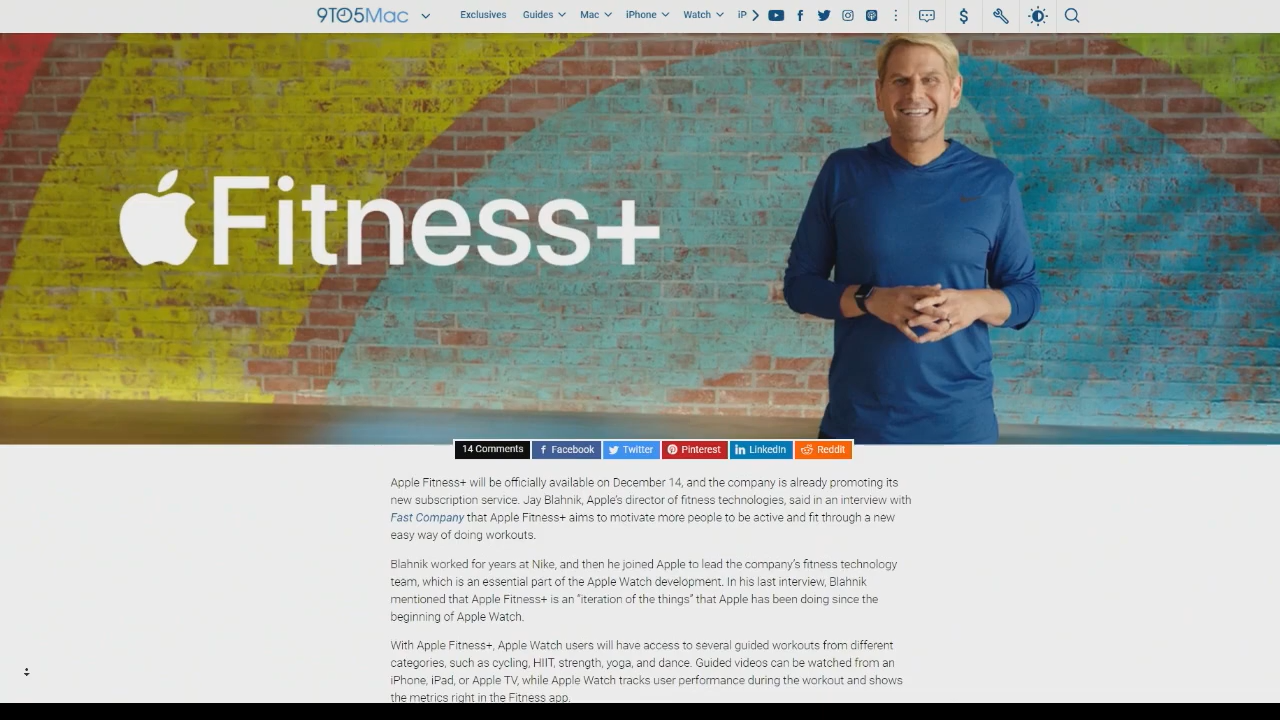 9TO5Mac
Exclusives Guides Mac iPhone Watch iP
Fitness+
14 Comments Facebook Twitter Pinterest LinkedIn Reddit
Apple Fitness+ will be officially available on December 14, and the company is already promoting its
new subscription service. Jay Blahnik, Apple's director of fitness technologies, said in an interview with
Fast Company that Apple Fitness+ aims to motivate more people to be active and fit through a new
easy way of doing workouts.
Blahnik worked for years at Nike, and then he joined Apple to lead the company's fitness technology
team, which is an essential part of the Apple Watch development. In his last interview, Blahnik
mentioned that Apple Fitness+ is an "iteration of the things" that Apple has been doing since the
beginning of Apple Watch.
With Apple Fitness+, Apple Watch users will have access to several guided workouts from different
categories, such as cycling, HIIT, strength, yoga, and dance. Guided videos can be watched from an
iPhone, iPad, or Apple TV, while Apple Watch tracks user performance during the workout and shows
the metrics right in the Fitness app.